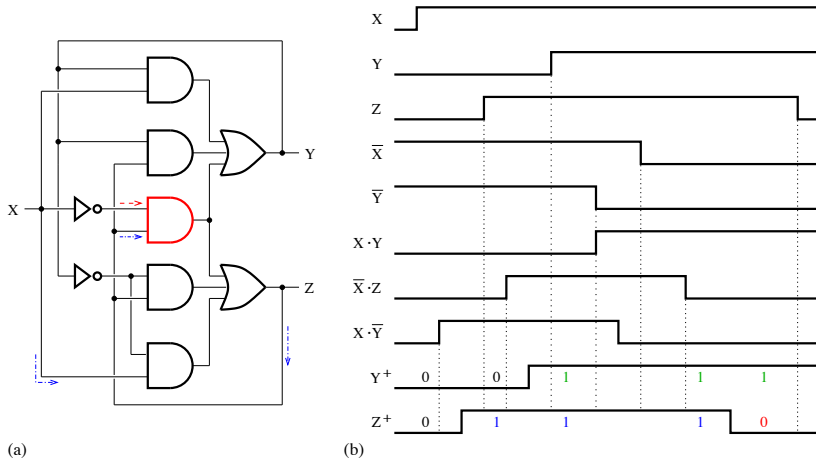 X
Y
Z
(a)
X
Y
Z
X̅
Y̅
X·Y
X̅·Z
X·Y̅
Y⁺ 0 0 1 1 1
Z⁺ 0 1 1 1 0
(b)